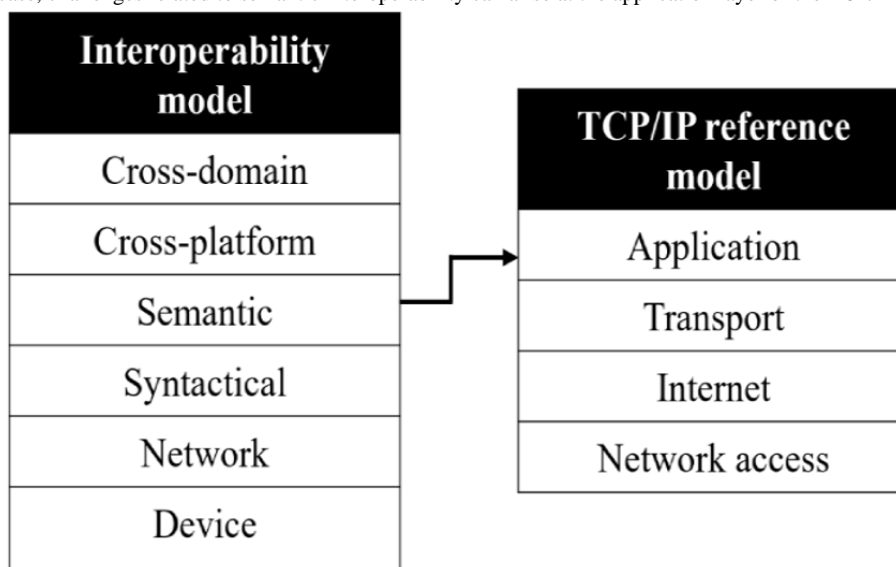 Interoperability
model
Cross-domain
Cross-platform
Semantic
Syntactical
Network
Device
TCP/IP reference
model
Application
Transport
Internet
Network access